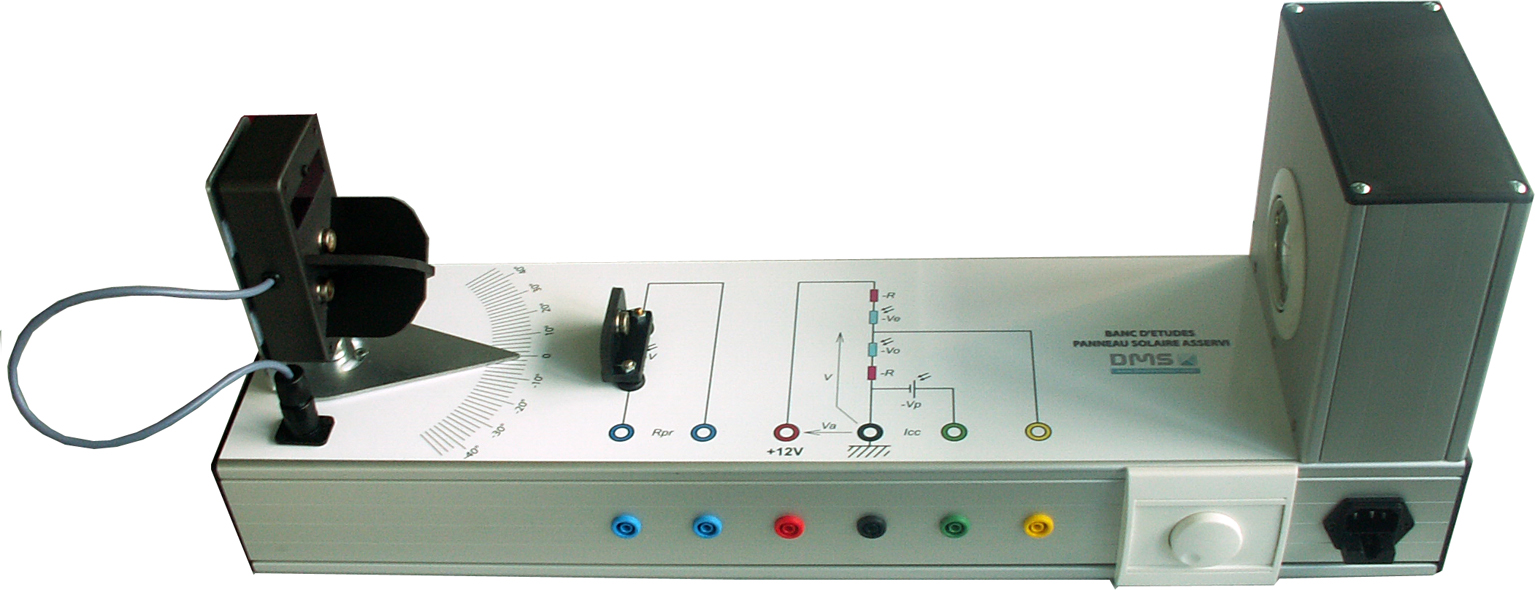 BANC D'ETUDES
PANNEAU SOLAIRE ASSERVI
DMS
-R
-Ve
-Vo
-R
-Vp
V
V
Va
Icc
Rpr
+12V
20°
10°
0
-10°
-20°
-30°
-40°